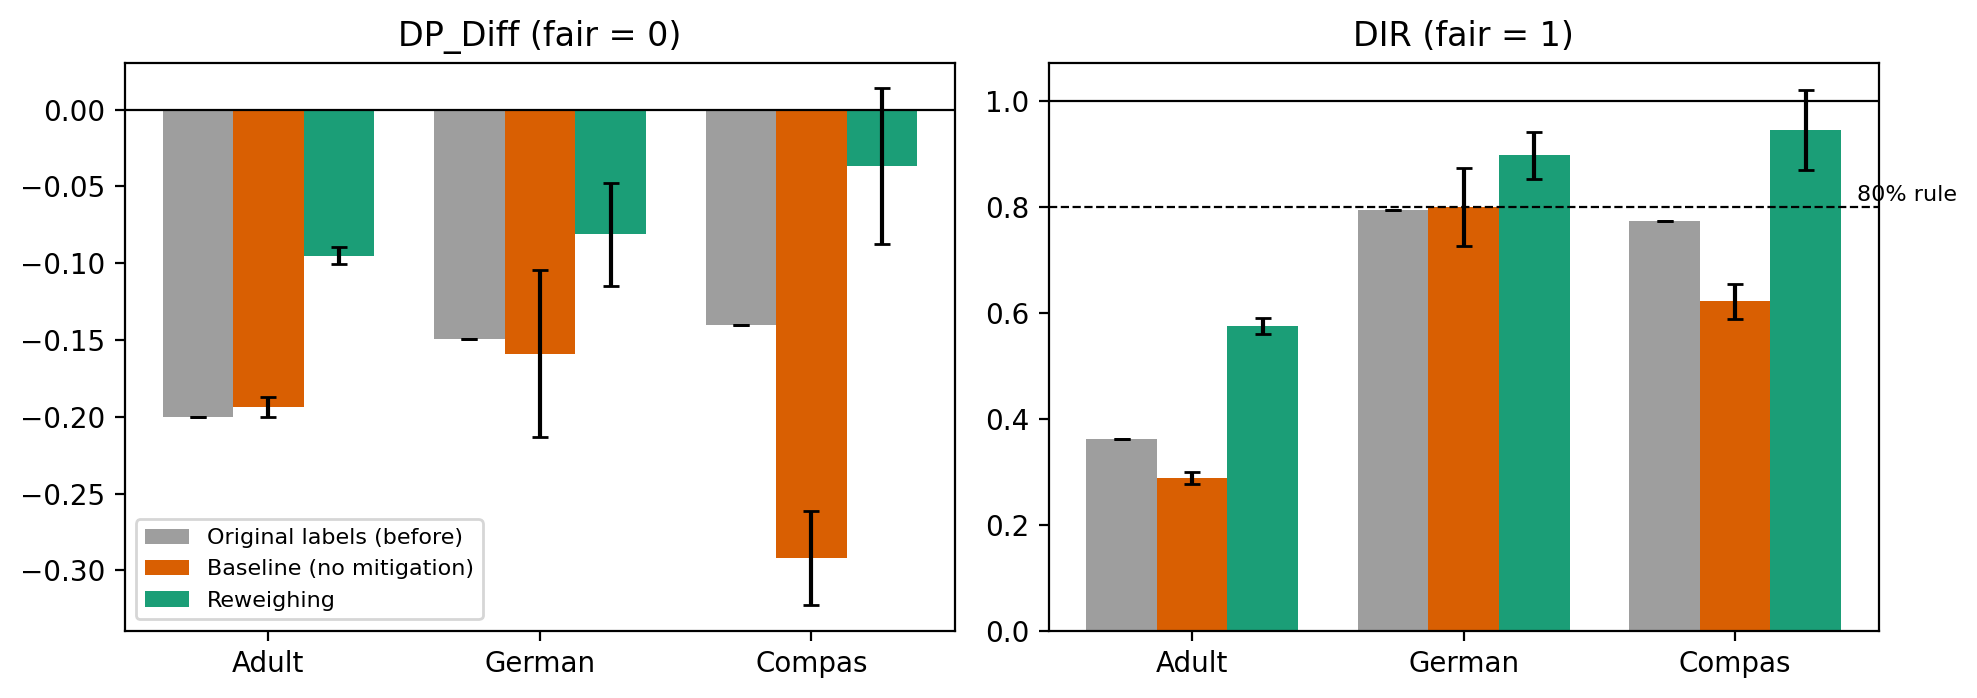 DP_Diff (fair = 0)
0.00
−0.05
−0.10
−0.15
−0.20
−0.25
−0.30
Original labels (before)
Baseline (no mitigation)
Reweighing
Adult
German
Compas
DIR (fair = 1)
1.0
0.8
0.6
0.4
0.2
0.0
80% rule
Adult
German
Compas